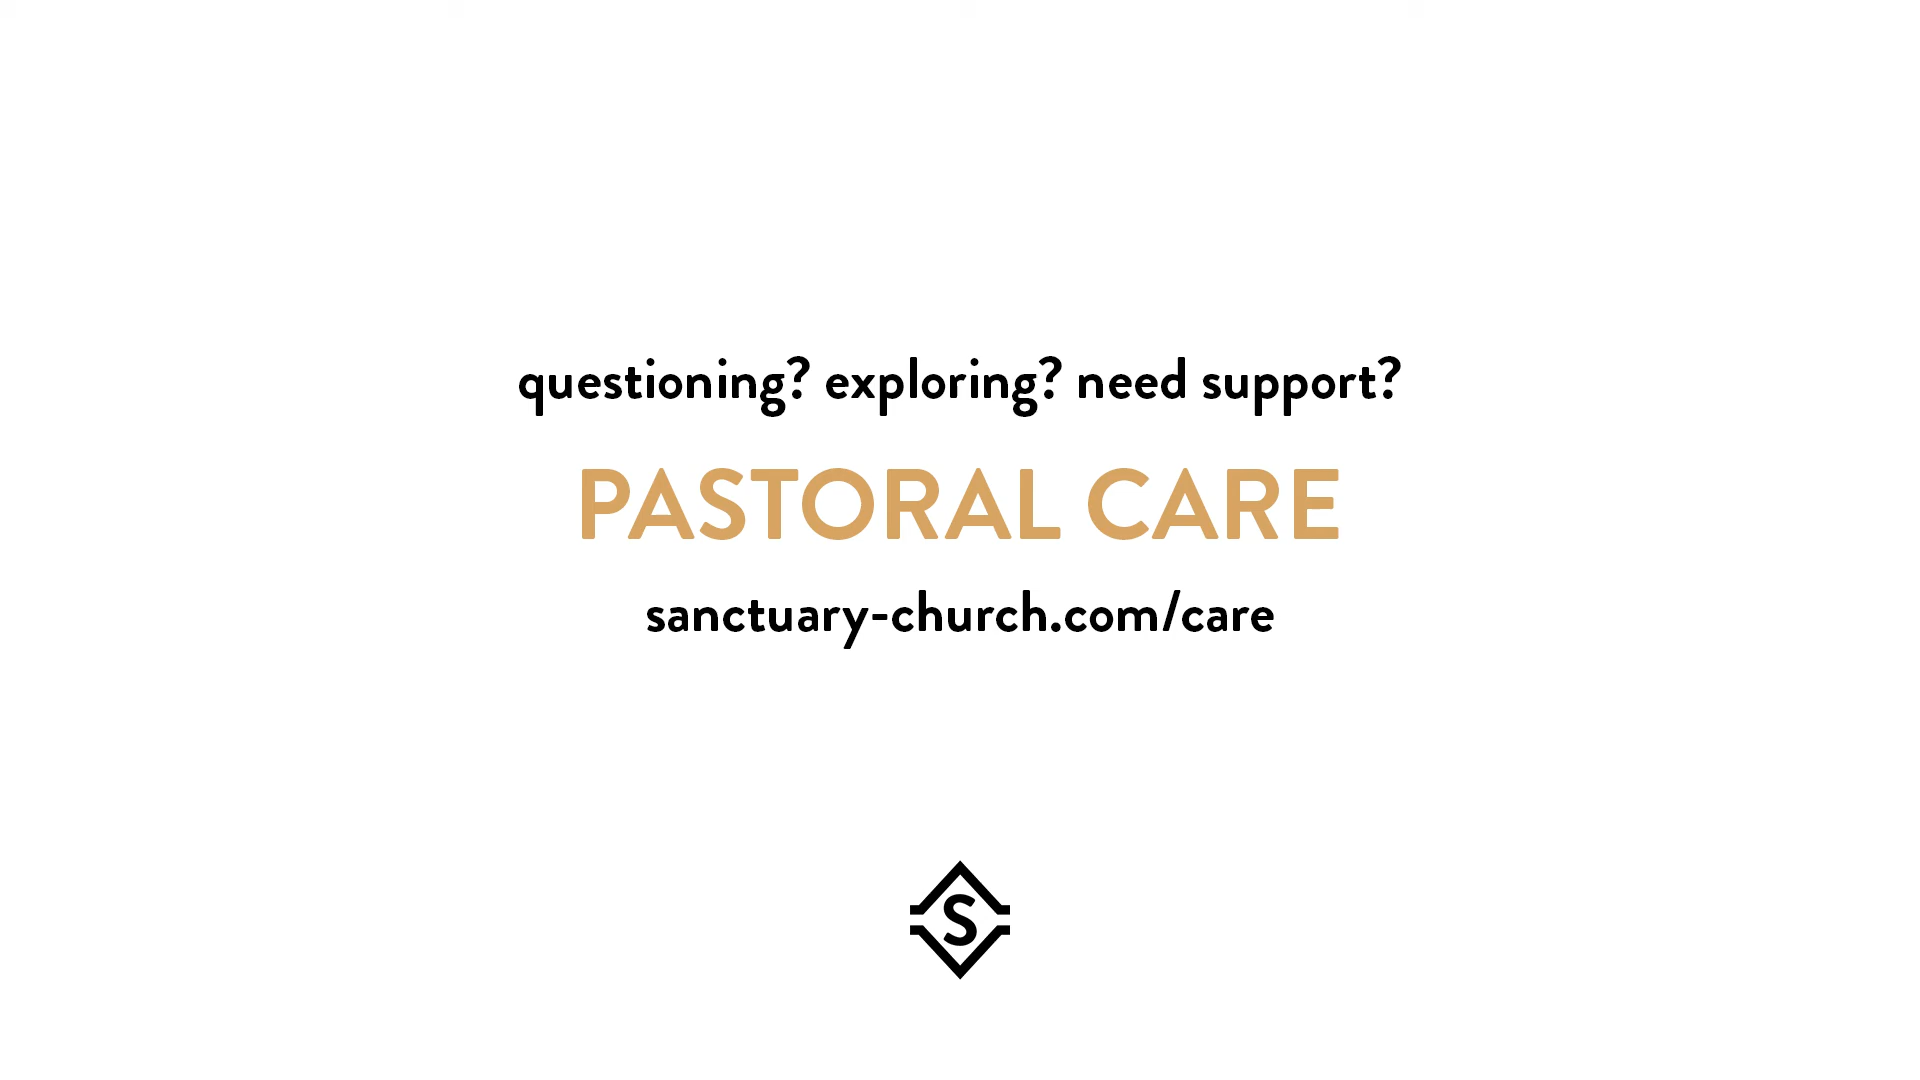 questioning? exploring? need support?
PASTORAL CARE
sanctuary-church.com/care
S